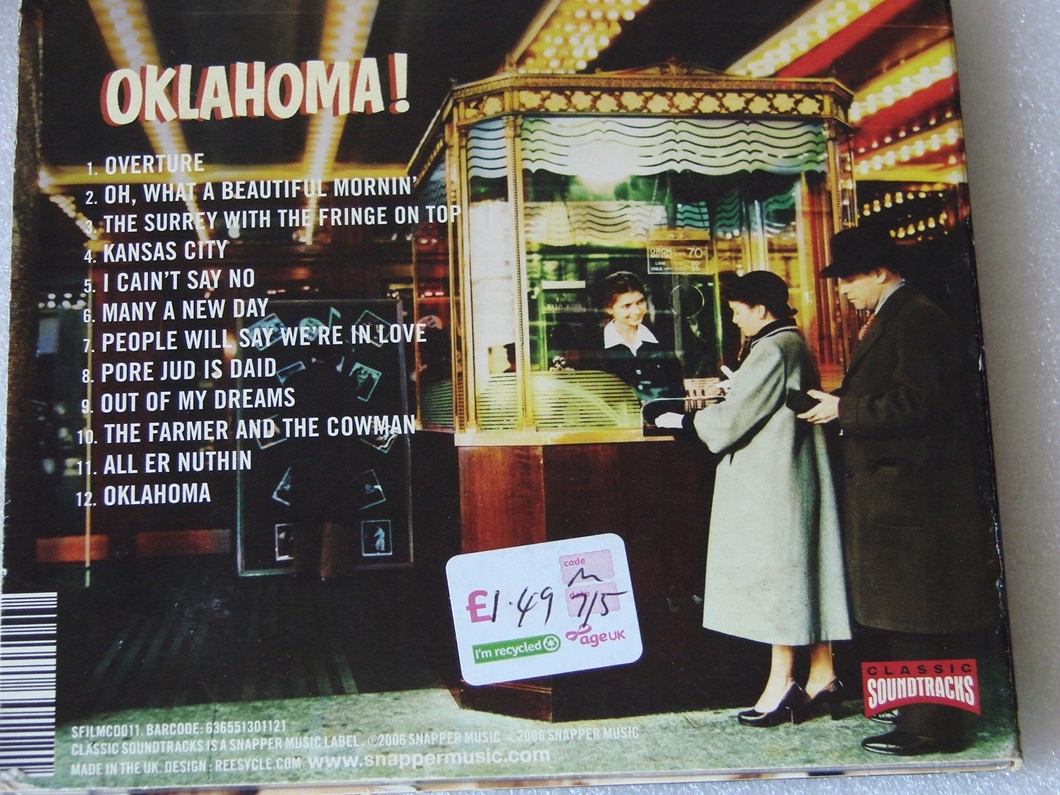 OKLAHOMA!
1. OVERTURE
2. OH, WHAT A BEAUTIFUL MORNIN'
3. THE SURREY WITH THE FRINGE ON TOP
4. KANSAS CITY
5. I CAIN'T SAY NO
6. MANY A NEW DAY
7. PEOPLE WILL SAY WE'RE IN LOVE
8. PORE JUD IS DAID
9. OUT OF MY DREAMS
10. THE FARMER AND THE COWMAN
11. ALL ER NUTHIN
12. OKLAHOMA
70
code
M
£1.49
date
7/5
I'm recycled
age UK
CLASSIC
SOUNDTRACKS
SFILMCD011. BARCODE: 636551301121
CLASSIC SOUNDTRACKS IS A SNAPPER MUSIC LABEL. ℗2006 SNAPPER MUSIC ©2006 SNAPPER MUSIC
MADE IN THE UK. DESIGN: REESYCLE.COM www.snappermusic.com